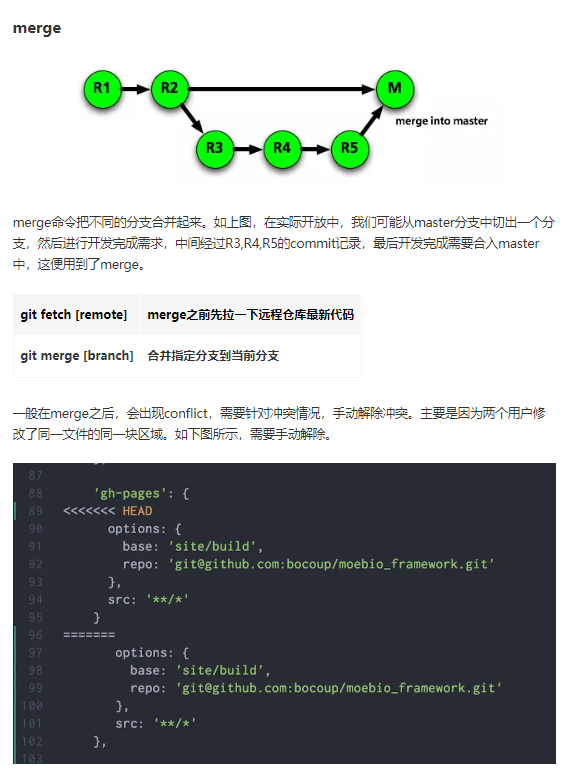 merge
R1
R2
M
merge into master
R3
R4
R5
merge命令把不同的分支合并起来。如上图，在实际开放中，我们可能从master分支中切出一个分
支，然后进行开发完成需求，中间经过R3,R4,R5的commit记录，最后开发完成需要合入master
中，这便用到了merge。
git fetch [remote] merge之前先拉一下远程仓库最新代码
git merge [branch] 合并指定分支到当前分支
一般在merge之后，会出现conflict，需要针对冲突情况，手动解除冲突。主要是因为两个用户修
改了同一文件的同一块区域。如下图所示，需要手动解除。
87
88 'gh-pages': {
89 <<<<<<< HEAD
90 options: {
91 base: 'site/build',
92 repo: 'git@github.com:bocoup/moebio_framework.git'
93 },
94 src: '**/*'
95 }
96 =======
97 options: {
98 base: 'site/build',
99 repo: 'git@github.com:bocoup/moebio_framework.git'
100 },
101 src: '**/*'
102 },
103